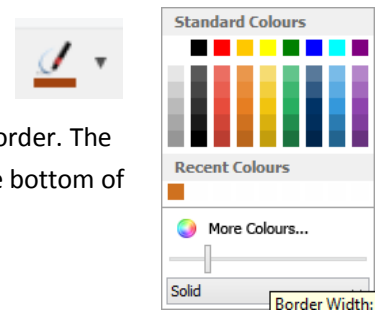 Standard Colours
order. The
e bottom of
Recent Colours
More Colours...
Solid
Border Width: